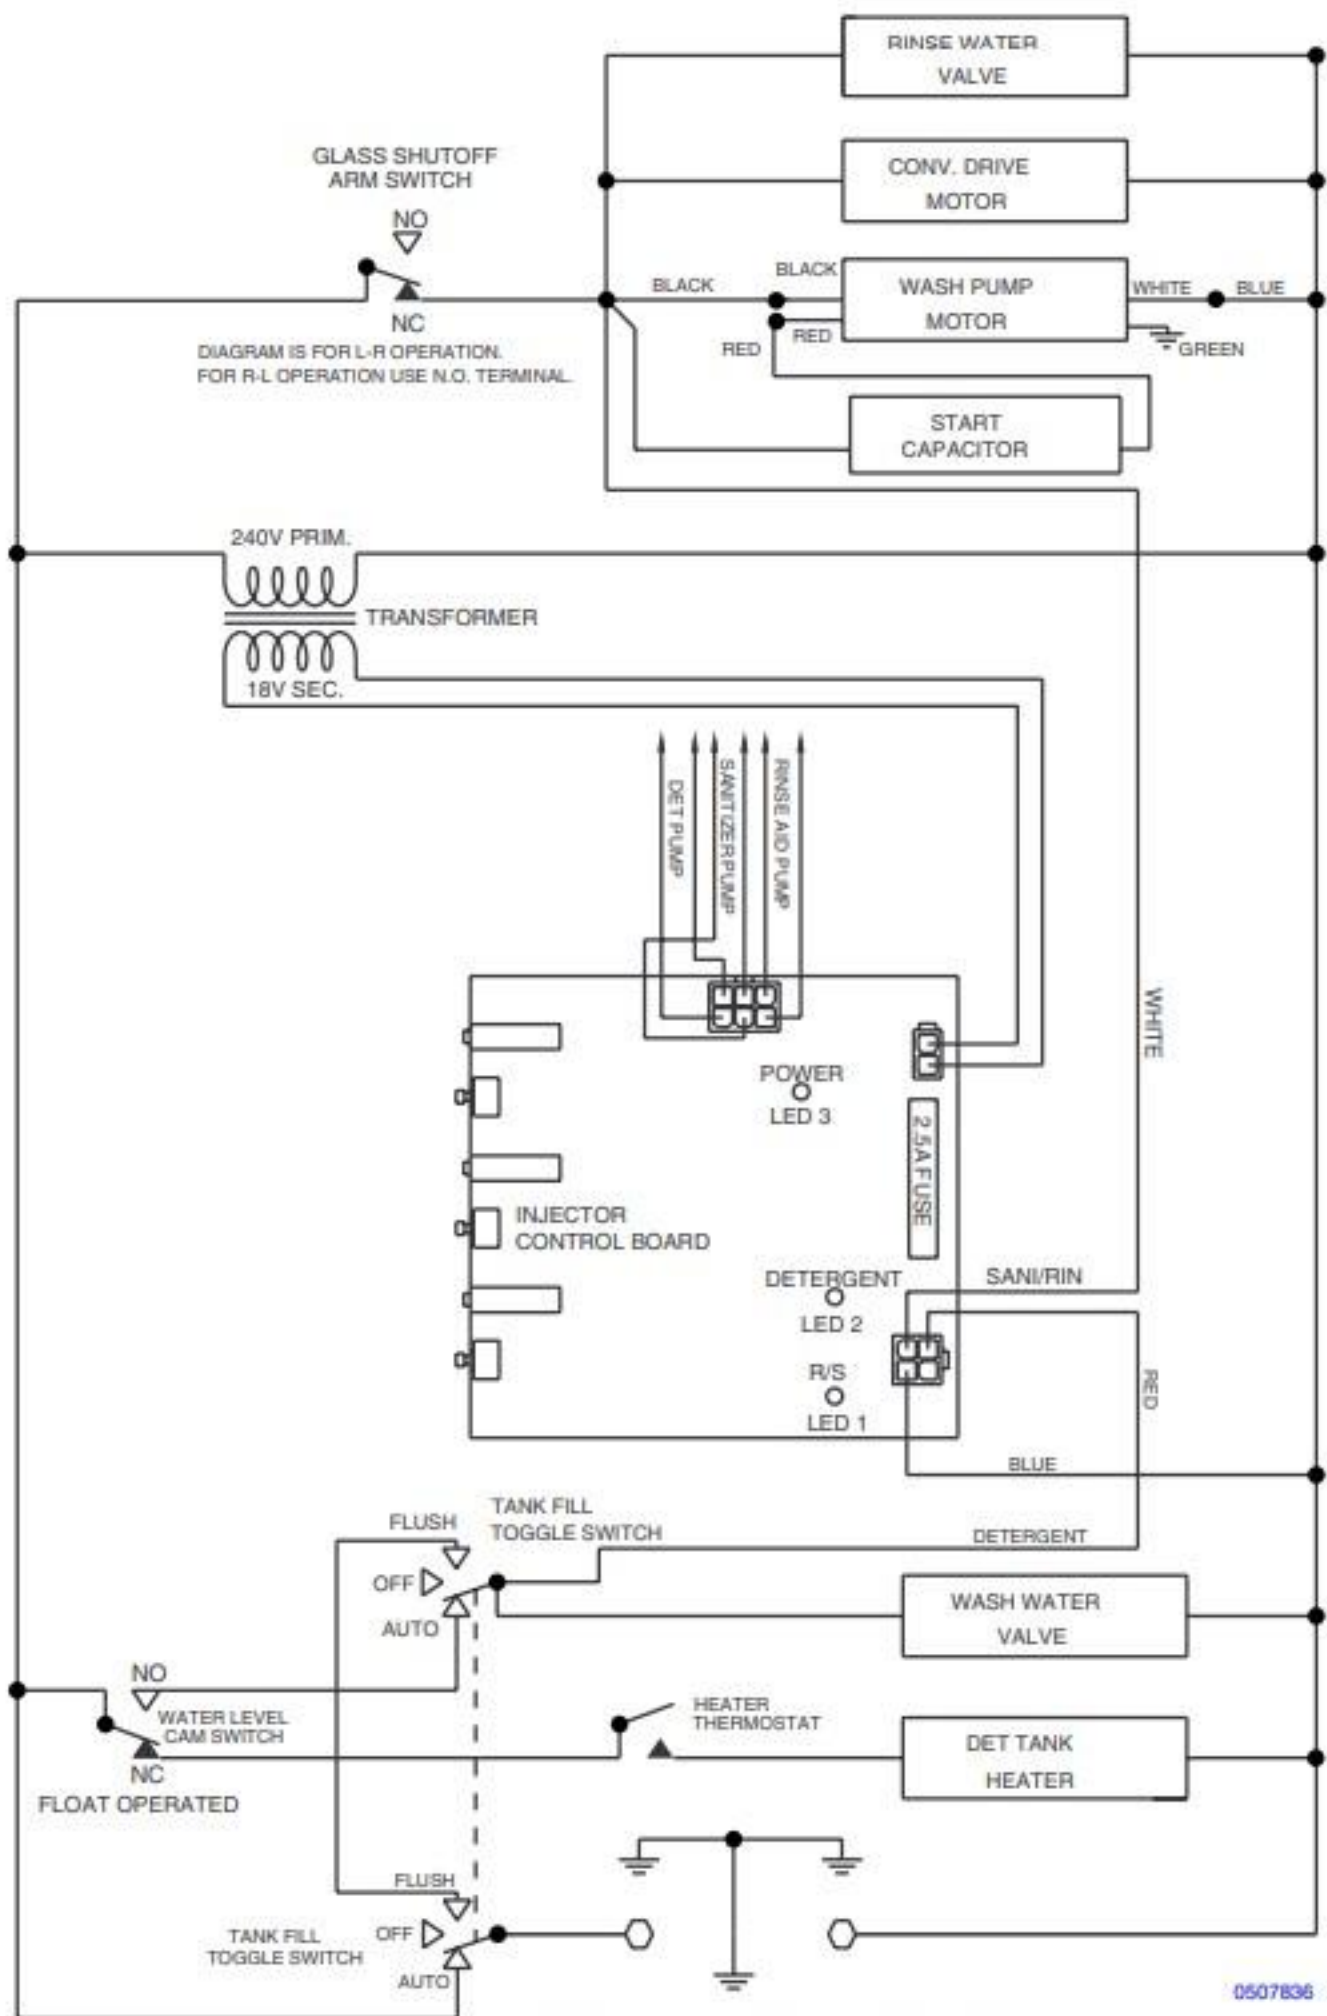 RINSE WATER
VALVE
GLASS SHUTOFF
ARM SWITCH
NO
NC
DIAGRAM IS FOR L-R OPERATION.
FOR R-L OPERATION USE N.O. TERMINAL.
CONV. DRIVE
MOTOR
BLACK
BLACK
WASH PUMP
MOTOR
WHITE
BLUE
RED
RED
GREEN
START
CAPACITOR
240V PRIM.
TRANSFORMER
18V SEC.
DET PUMP
SANITIZER PUMP
RINSE AID PUMP
WHITE
POWER
LED 3
2.5A FUSE
INJECTOR
CONTROL BOARD
DETERGENT
LED 2
SANI/RIN
R/S
LED 1
RED
BLUE
TANK FILL
TOGGLE SWITCH
FLUSH
OFF
AUTO
DETERGENT
WASH WATER
VALVE
NO
WATER LEVEL
CAM SWITCH
NC
FLOAT OPERATED
HEATER
THERMOSTAT
DET TANK
HEATER
FLUSH
OFF
AUTO
TANK FILL
TOGGLE SWITCH
0507836